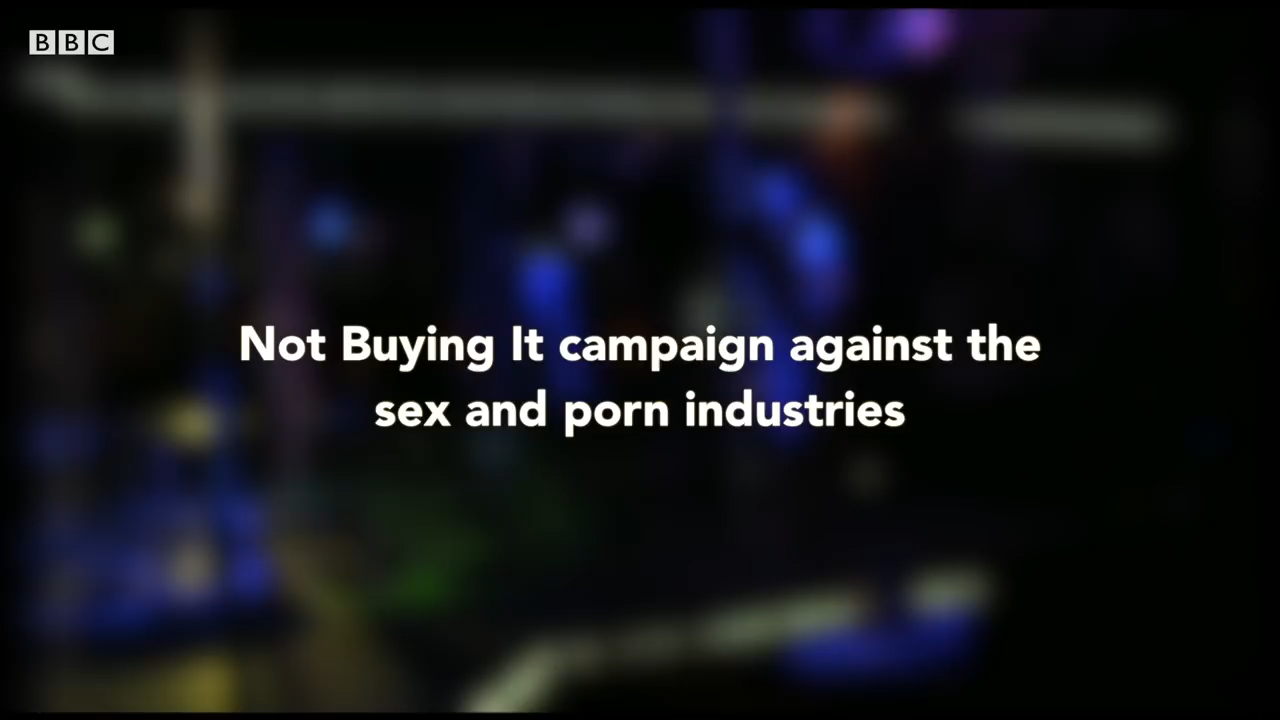 BBC
Not Buying It campaign against the
sex and porn industries